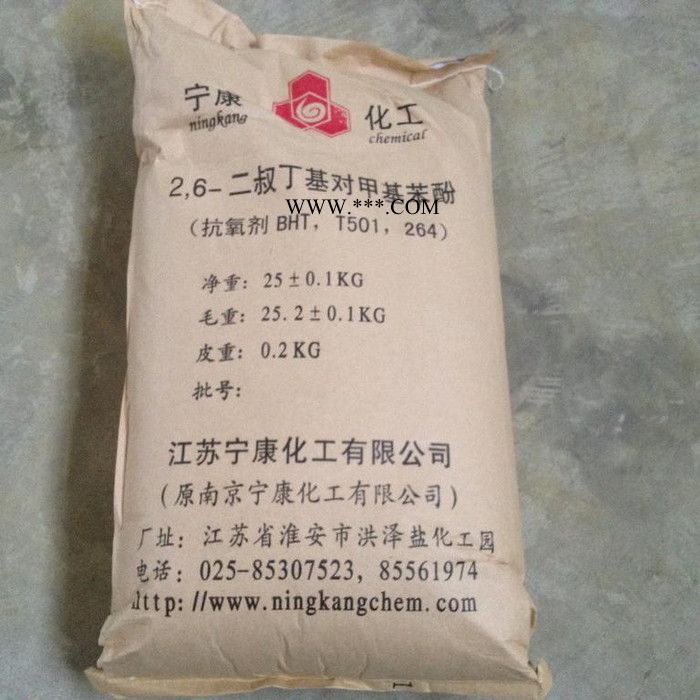 宁康 化工
ningkang chemical
2,6-二叔丁基对甲基苯酚
WWW.***.COM
(抗氧剂BHT，T501，264)
净重：25±0.1KG
毛重：25.2±0.1KG
皮重：0.2KG
批号：
江苏宁康化工有限公司
(原南京宁康化工有限公司)
厂址：江苏省淮安市洪泽盐化工园
电话：025-85307523, 85561974
http://www.ningkangchem.com